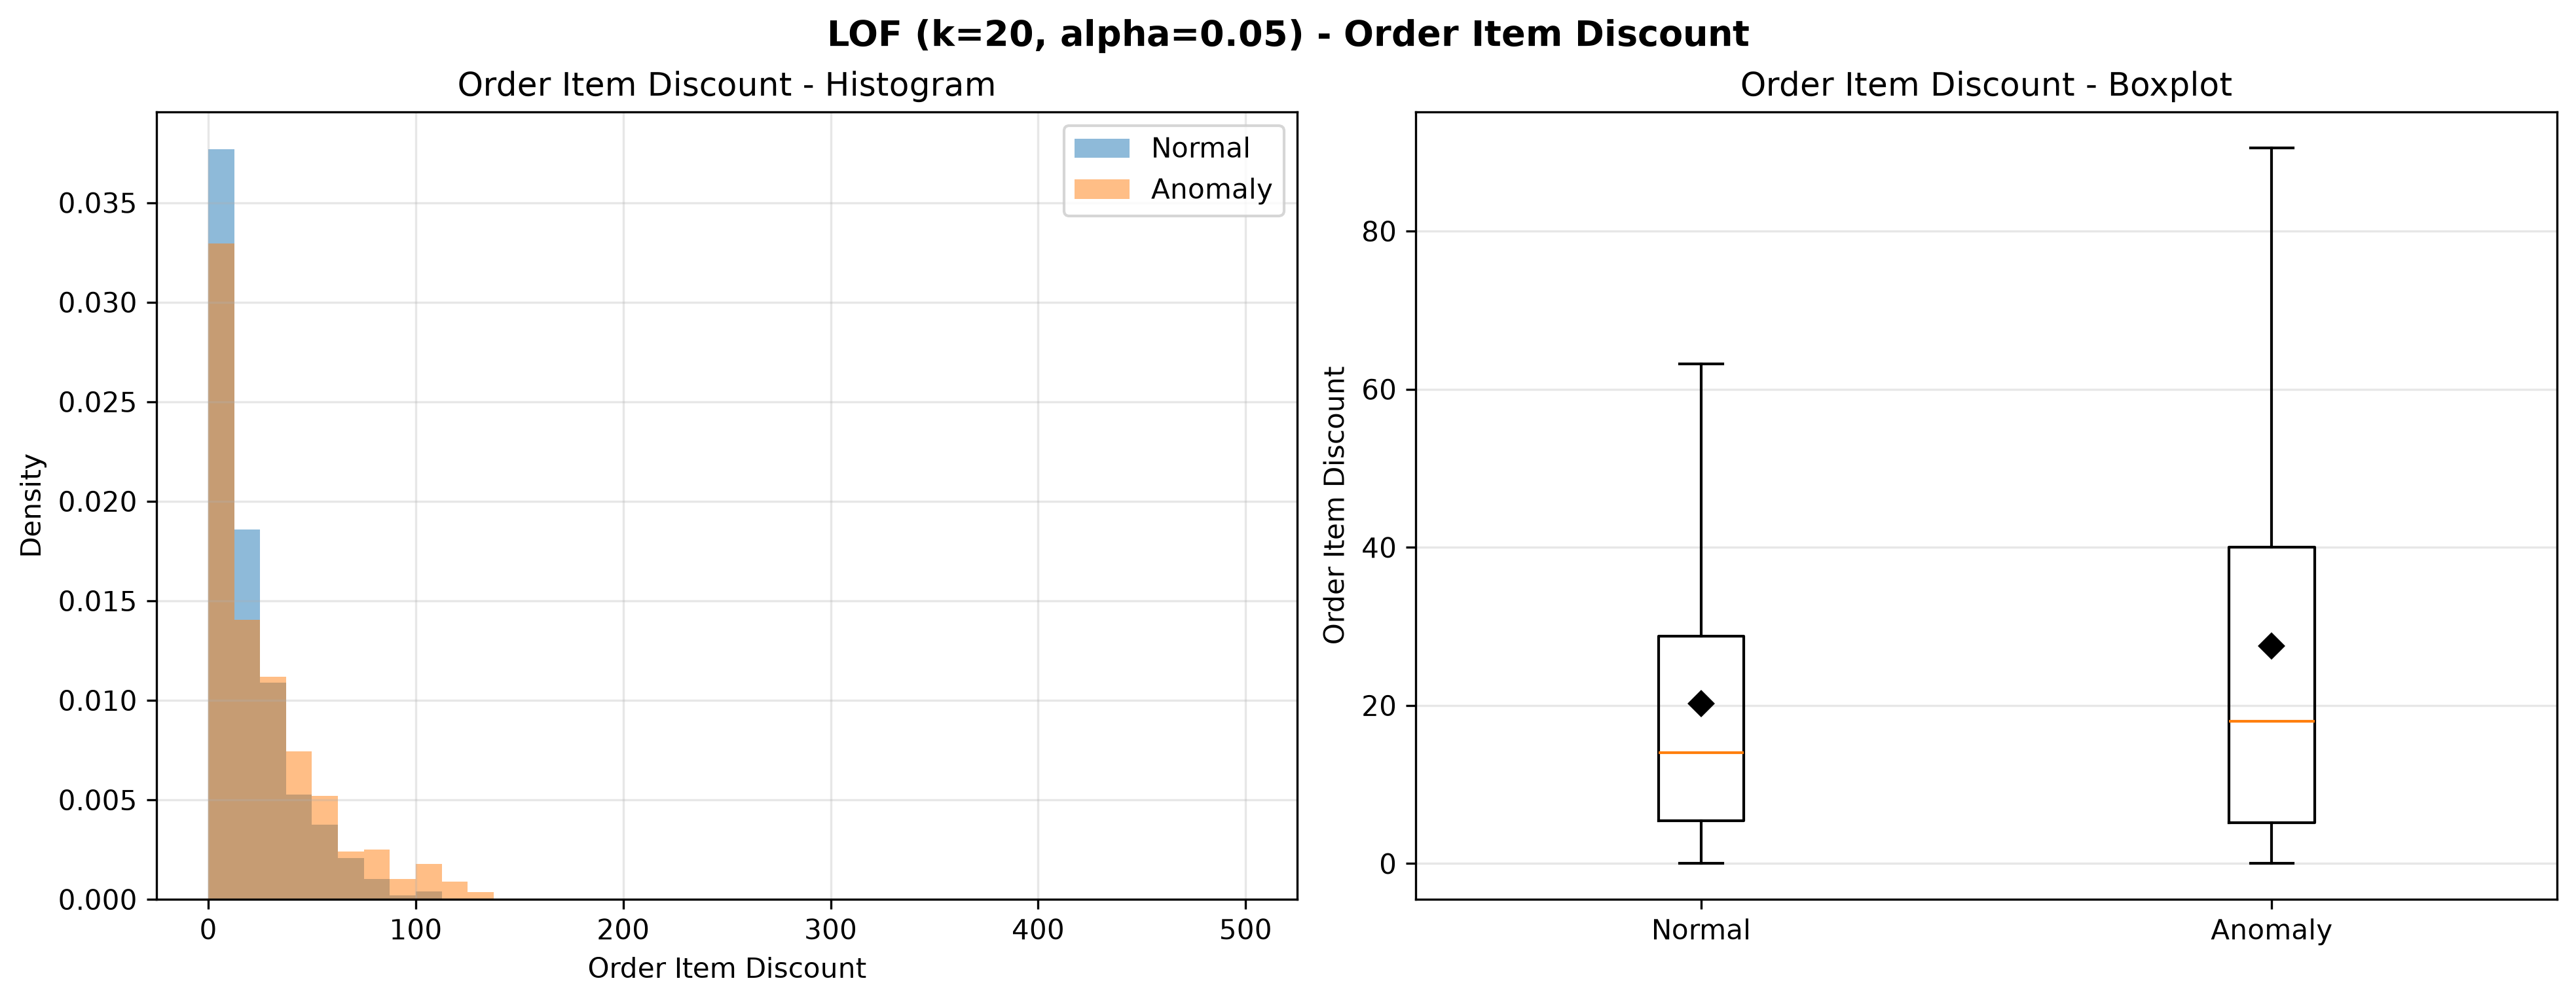 LOF (k=20, alpha=0.05) - Order Item Discount
Order Item Discount - Histogram
Normal
Anomaly
0.035
0.030
0.025
0.020
0.015
0.010
0.005
0.000
Density
0 100 200 300 400 500
Order Item Discount
Order Item Discount - Boxplot
80
60
40
20
0
Order Item Discount
Normal Anomaly